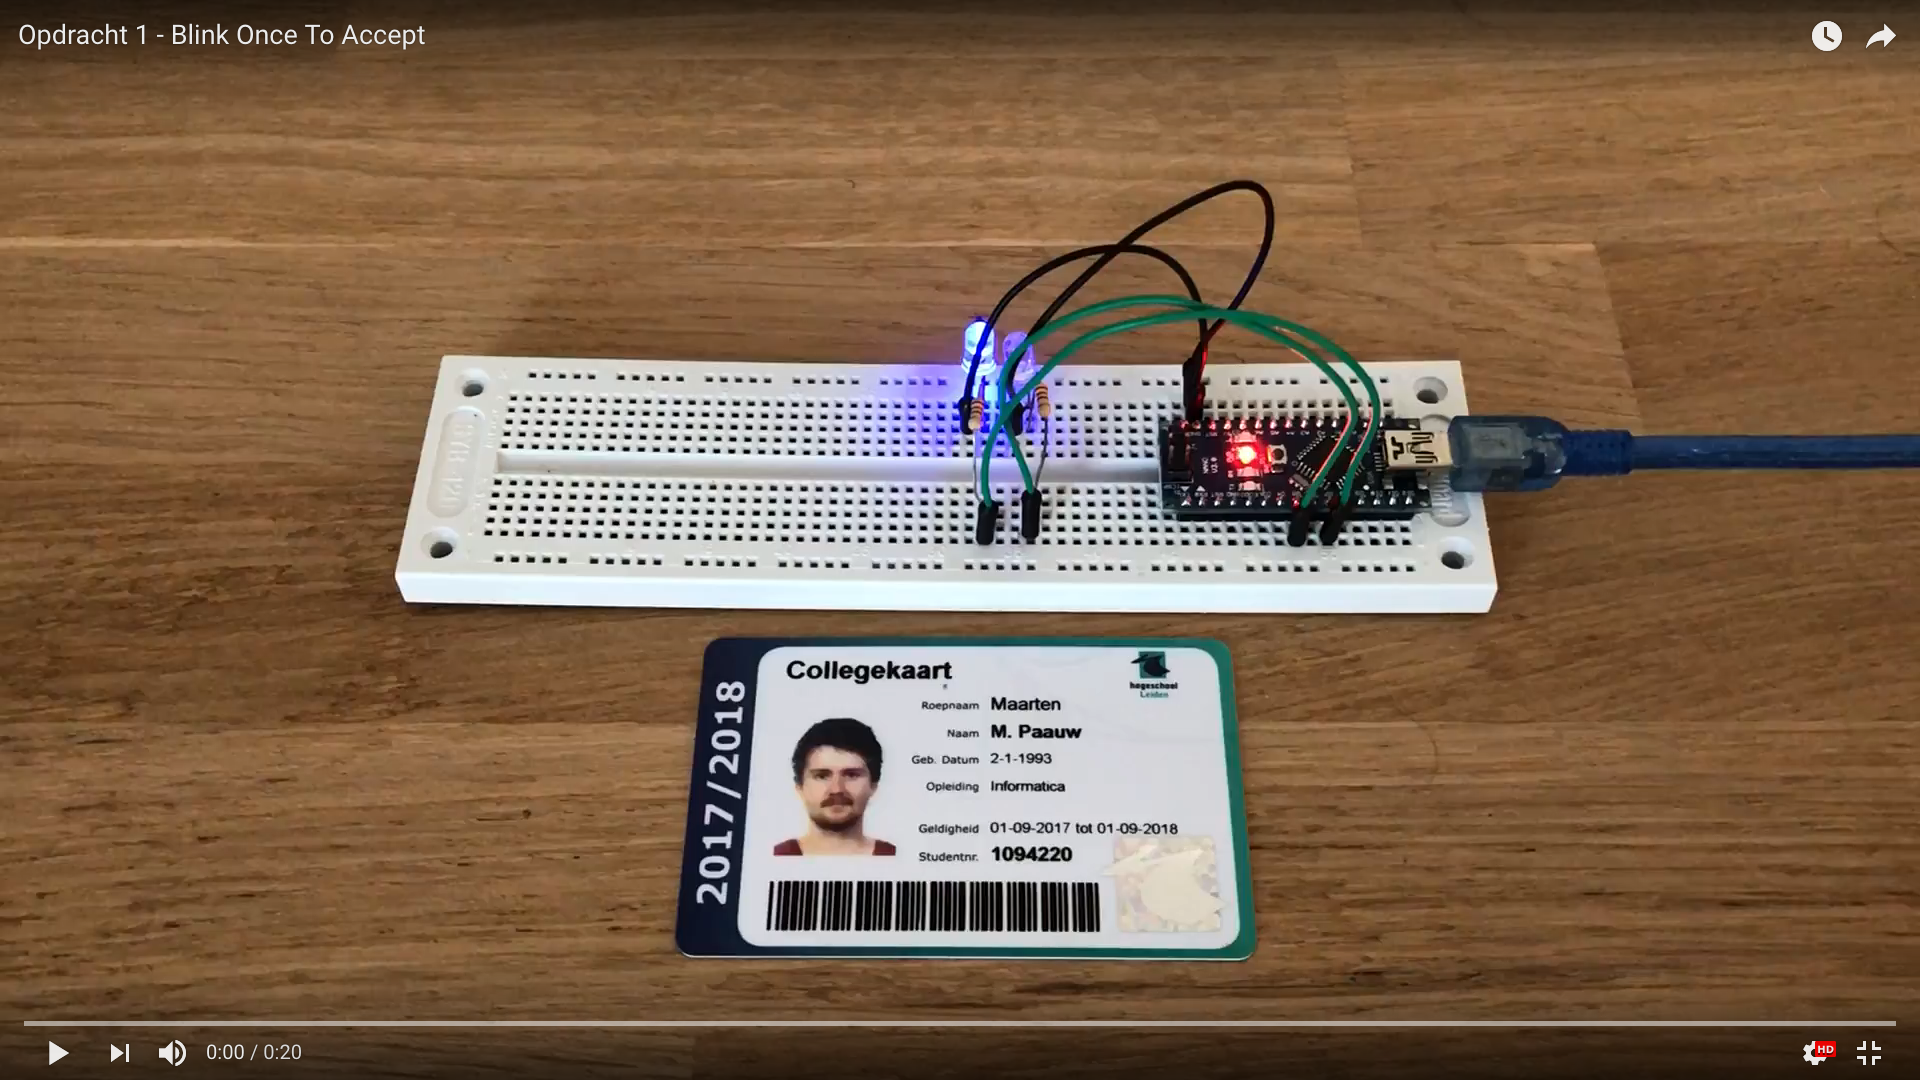 Opdracht 1 - Blink Once To Accept
Collegekaart
hogeschool
Leiden
2017/2018
Roepnaam Maarten
Naam M. Paauw
Geb. Datum 2-1-1993
Opleiding Informatica
Geldigheid 01-09-2017 tot 01-09-2018
Studentnr. 1094220
0:00 / 0:20
HD